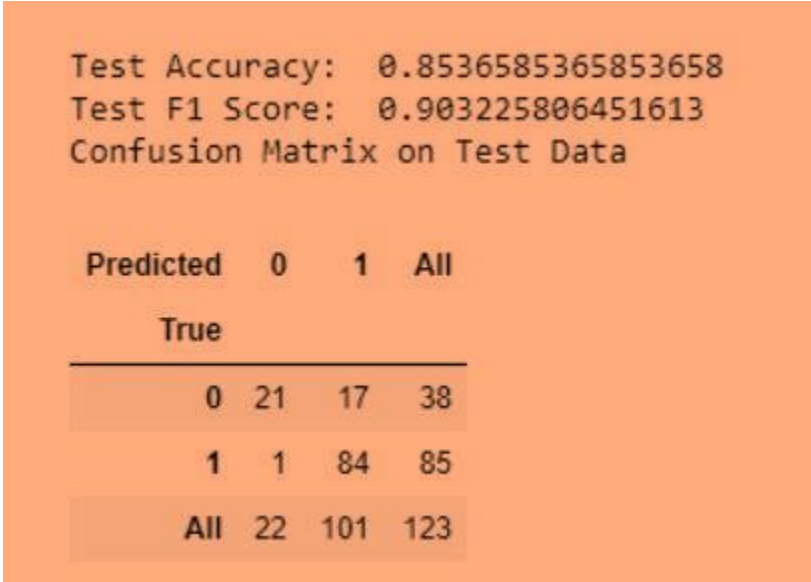 Test Accuracy:  0.8536585365853658
Test F1 Score:  0.903225806451613
Confusion Matrix on Test Data
Predicted 0 1 All
True
0 21 17 38
1 1 84 85
All 22 101 123